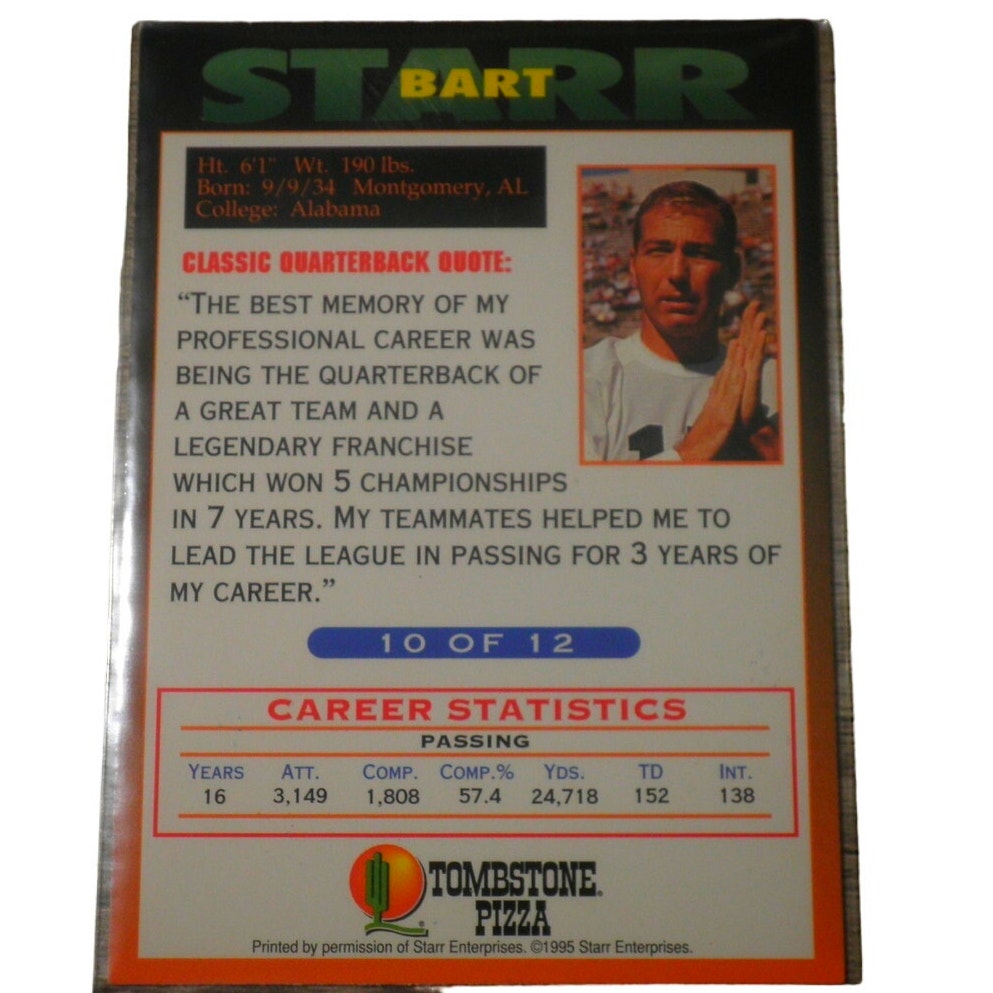 STARR
BART
Ht. 6'1" Wt. 190 lbs.
Born: 9/9/34 Montgomery, AL
College: Alabama
CLASSIC QUARTERBACK QUOTE:
“THE BEST MEMORY OF MY
PROFESSIONAL CAREER WAS
BEING THE QUARTERBACK OF
A GREAT TEAM AND A
LEGENDARY FRANCHISE
WHICH WON 5 CHAMPIONSHIPS
IN 7 YEARS. MY TEAMMATES HELPED ME TO
LEAD THE LEAGUE IN PASSING FOR 3 YEARS OF
MY CAREER.”
10 OF 12
CAREER STATISTICS
PASSING
YEARS ATT. COMP. COMP.% YDS. TD INT.
16 3,149 1,808 57.4 24,718 152 138
TOMBSTONE®
PIZZA
Printed by permission of Starr Enterprises. ©1995 Starr Enterprises.